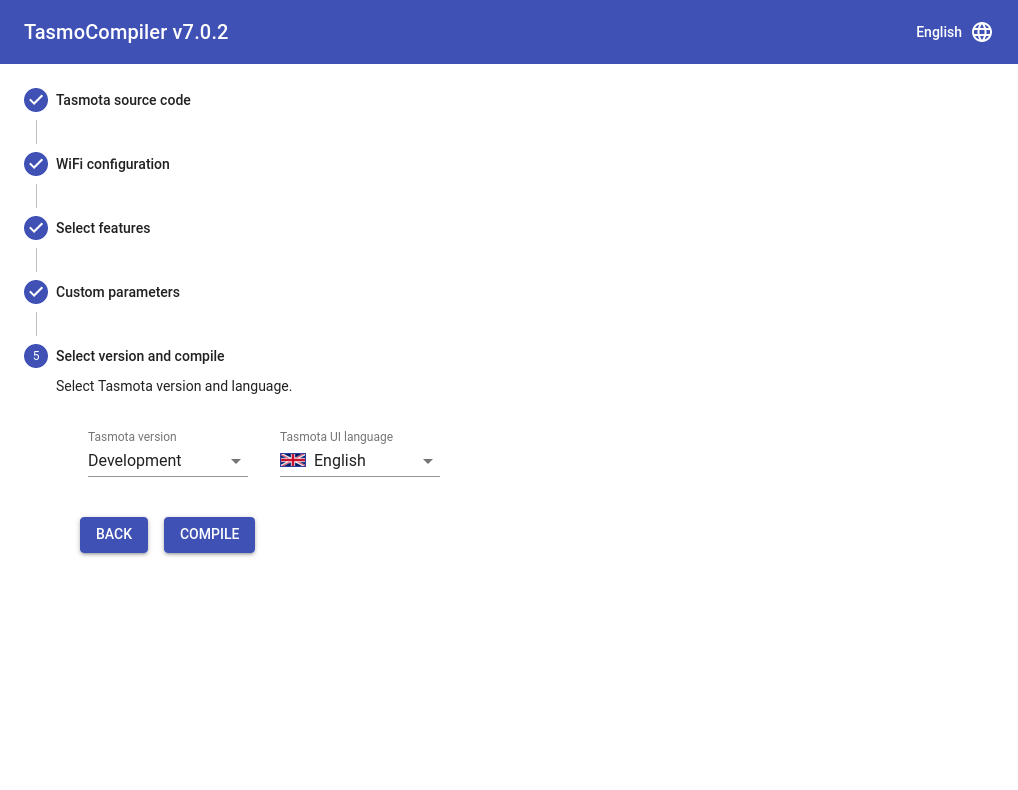 TasmoCompiler v7.0.2
English
Tasmota source code
WiFi configuration
Select features
Custom parameters
5 Select version and compile
Select Tasmota version and language.
Tasmota version Tasmota UI language
Development English
BACK COMPILE